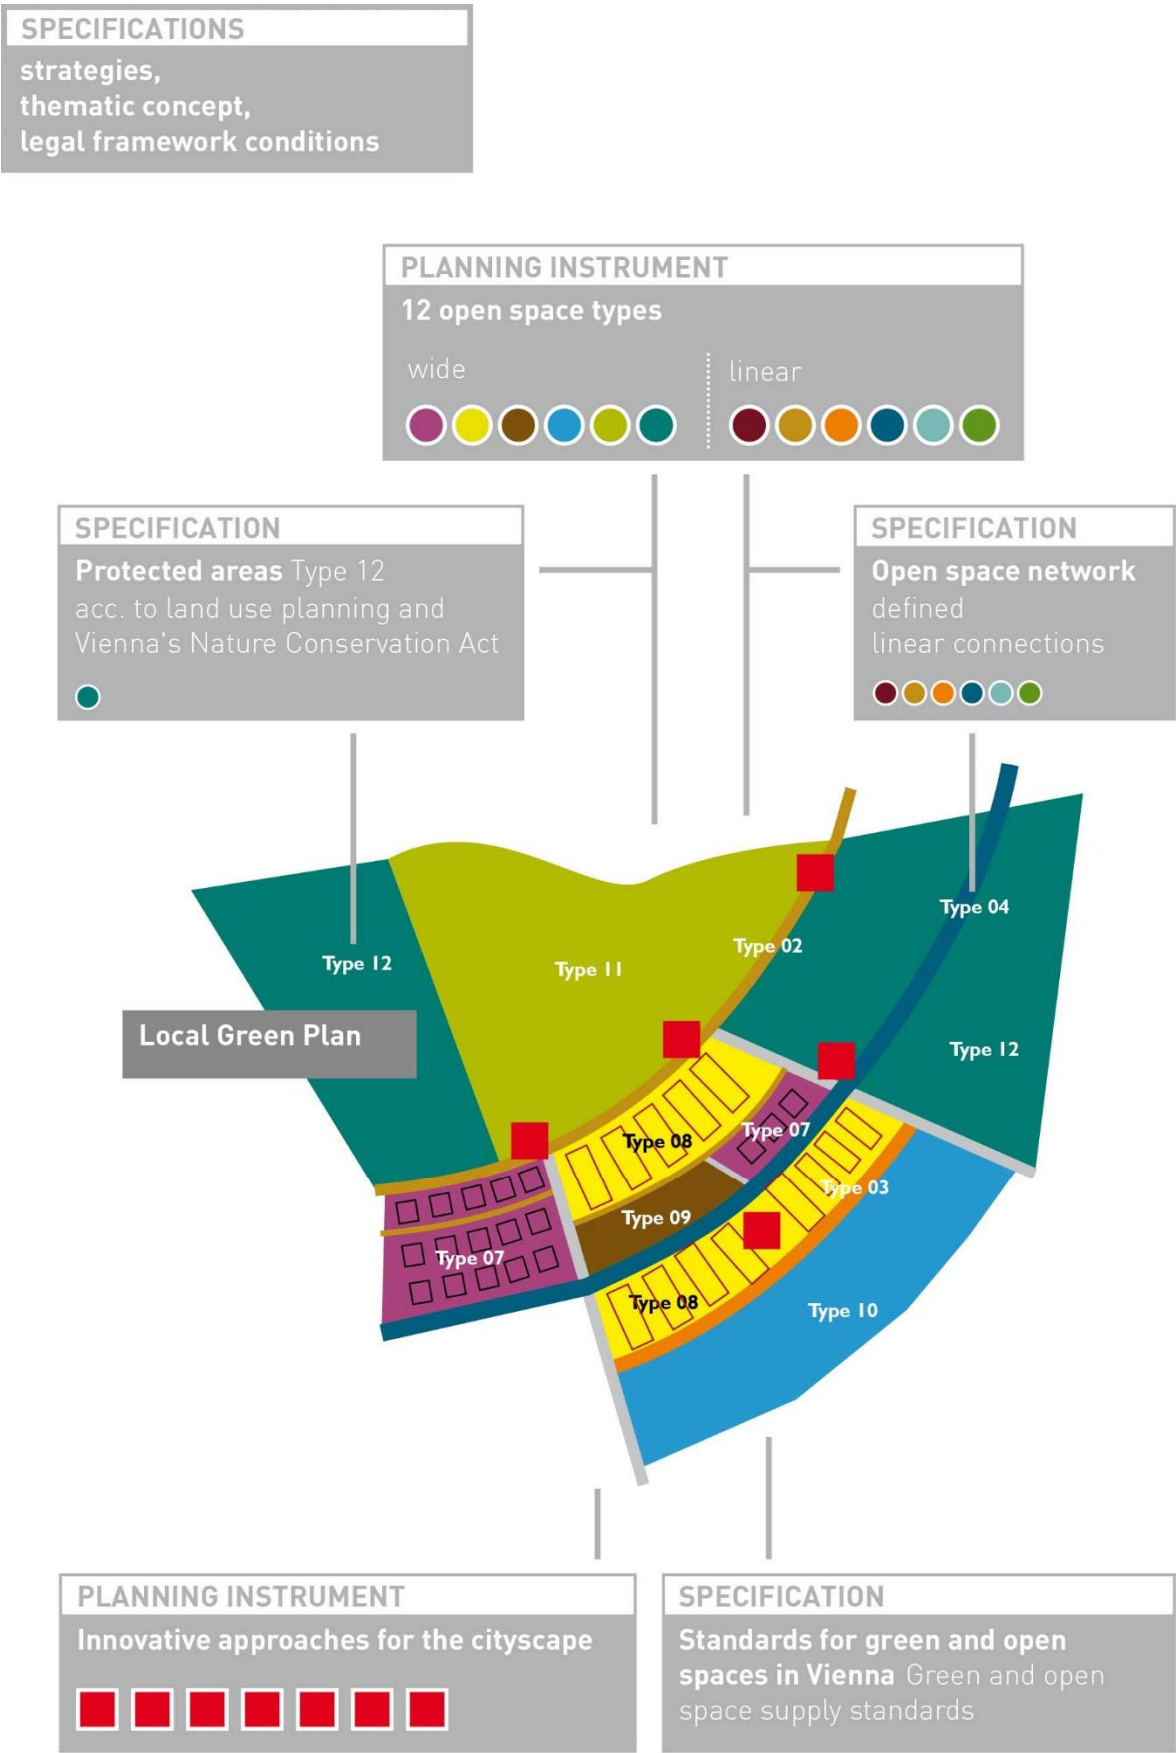 SPECIFICATIONS
strategies,
thematic concept,
legal framework conditions
PLANNING INSTRUMENT
12 open space types
wide
linear
SPECIFICATION
Protected areas Type 12
acc. to land use planning and
Vienna's Nature Conservation Act
SPECIFICATION
Open space network
defined
linear connections
Type 04
Type 02
Type 12
Type 11
Local Green Plan
Type 12
Type 08
Type 07
Type 03
Type 09
Type 07
Type 08
Type 10
PLANNING INSTRUMENT
Innovative approaches for the cityscape
SPECIFICATION
Standards for green and open
spaces in Vienna Green and open
space supply standards